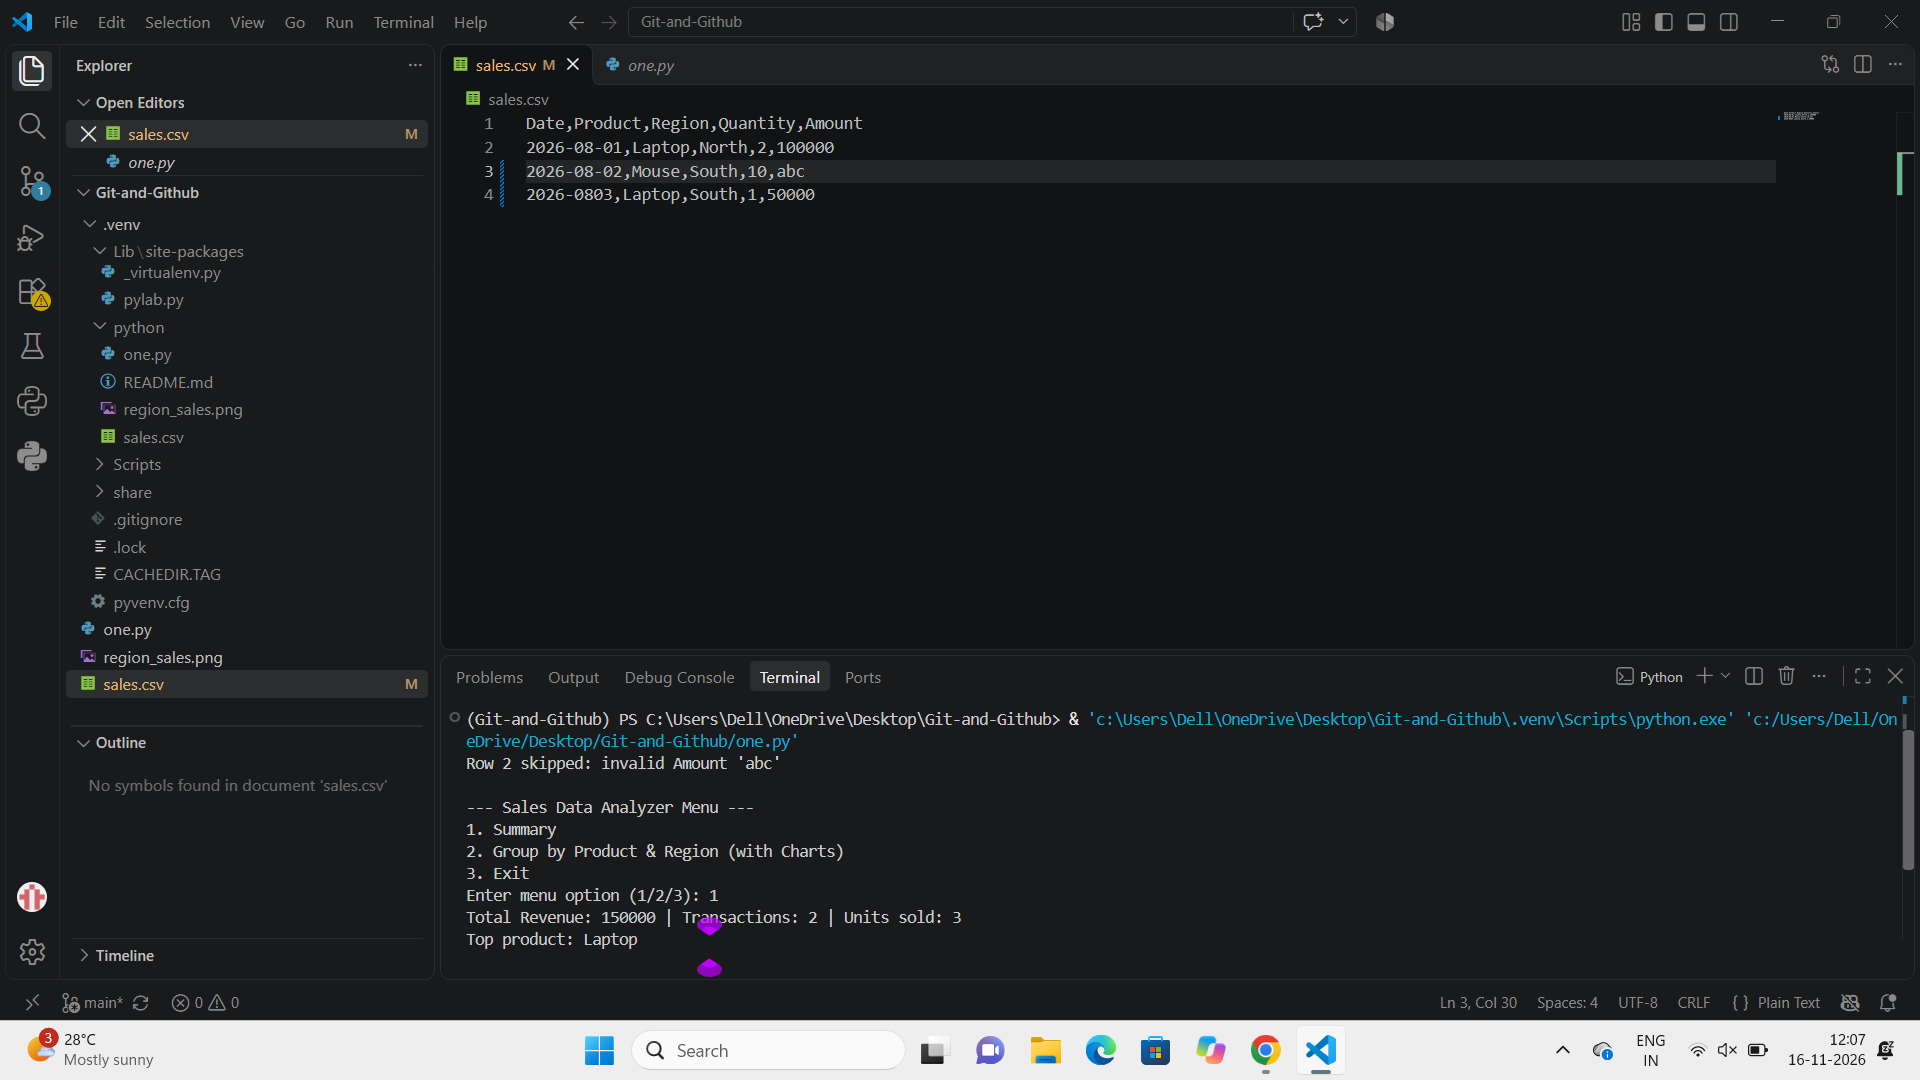 File Edit Selection View Go Run Terminal Help
Git-and-Github
Explorer
Open Editors
sales.csv M
one.py
1
Git-and-Github
.venv
Lib\site-packages
_virtualenv.py
pylab.py
python
one.py
README.md
region_sales.png
sales.csv
Scripts
share
.gitignore
.lock
CACHEDIR.TAG
pyvenv.cfg
one.py
region_sales.png
sales.csv M
Outline
No symbols found in document 'sales.csv'
Timeline
sales.csv M one.py
sales.csv
1 Date,Product,Region,Quantity,Amount
2 2026-08-01,Laptop,North,2,100000
3 2026-08-02,Mouse,South,10,abc
4 2026-0803,Laptop,South,1,50000
Problems Output Debug Console Terminal Ports
Python
(Git-and-Github) PS C:\Users\Dell\OneDrive\Desktop\Git-and-Github> & 'c:\Users\Dell\OneDrive\Desktop\Git-and-Github\.venv\Scripts\python.exe' 'c:/Users/Dell/On
eDrive/Desktop/Git-and-Github/one.py'
Row 2 skipped: invalid Amount 'abc'
--- Sales Data Analyzer Menu ---
1. Summary
2. Group by Product & Region (with Charts)
3. Exit
Enter menu option (1/2/3): 1
Total Revenue: 150000 | Transactions: 2 | Units sold: 3
Top product: Laptop
main* 0 0
Ln 3, Col 30 Spaces: 4 UTF-8 CRLF { } Plain Text
3
28°C
Mostly sunny
Search
ENG
IN
12:07
16-11-2026